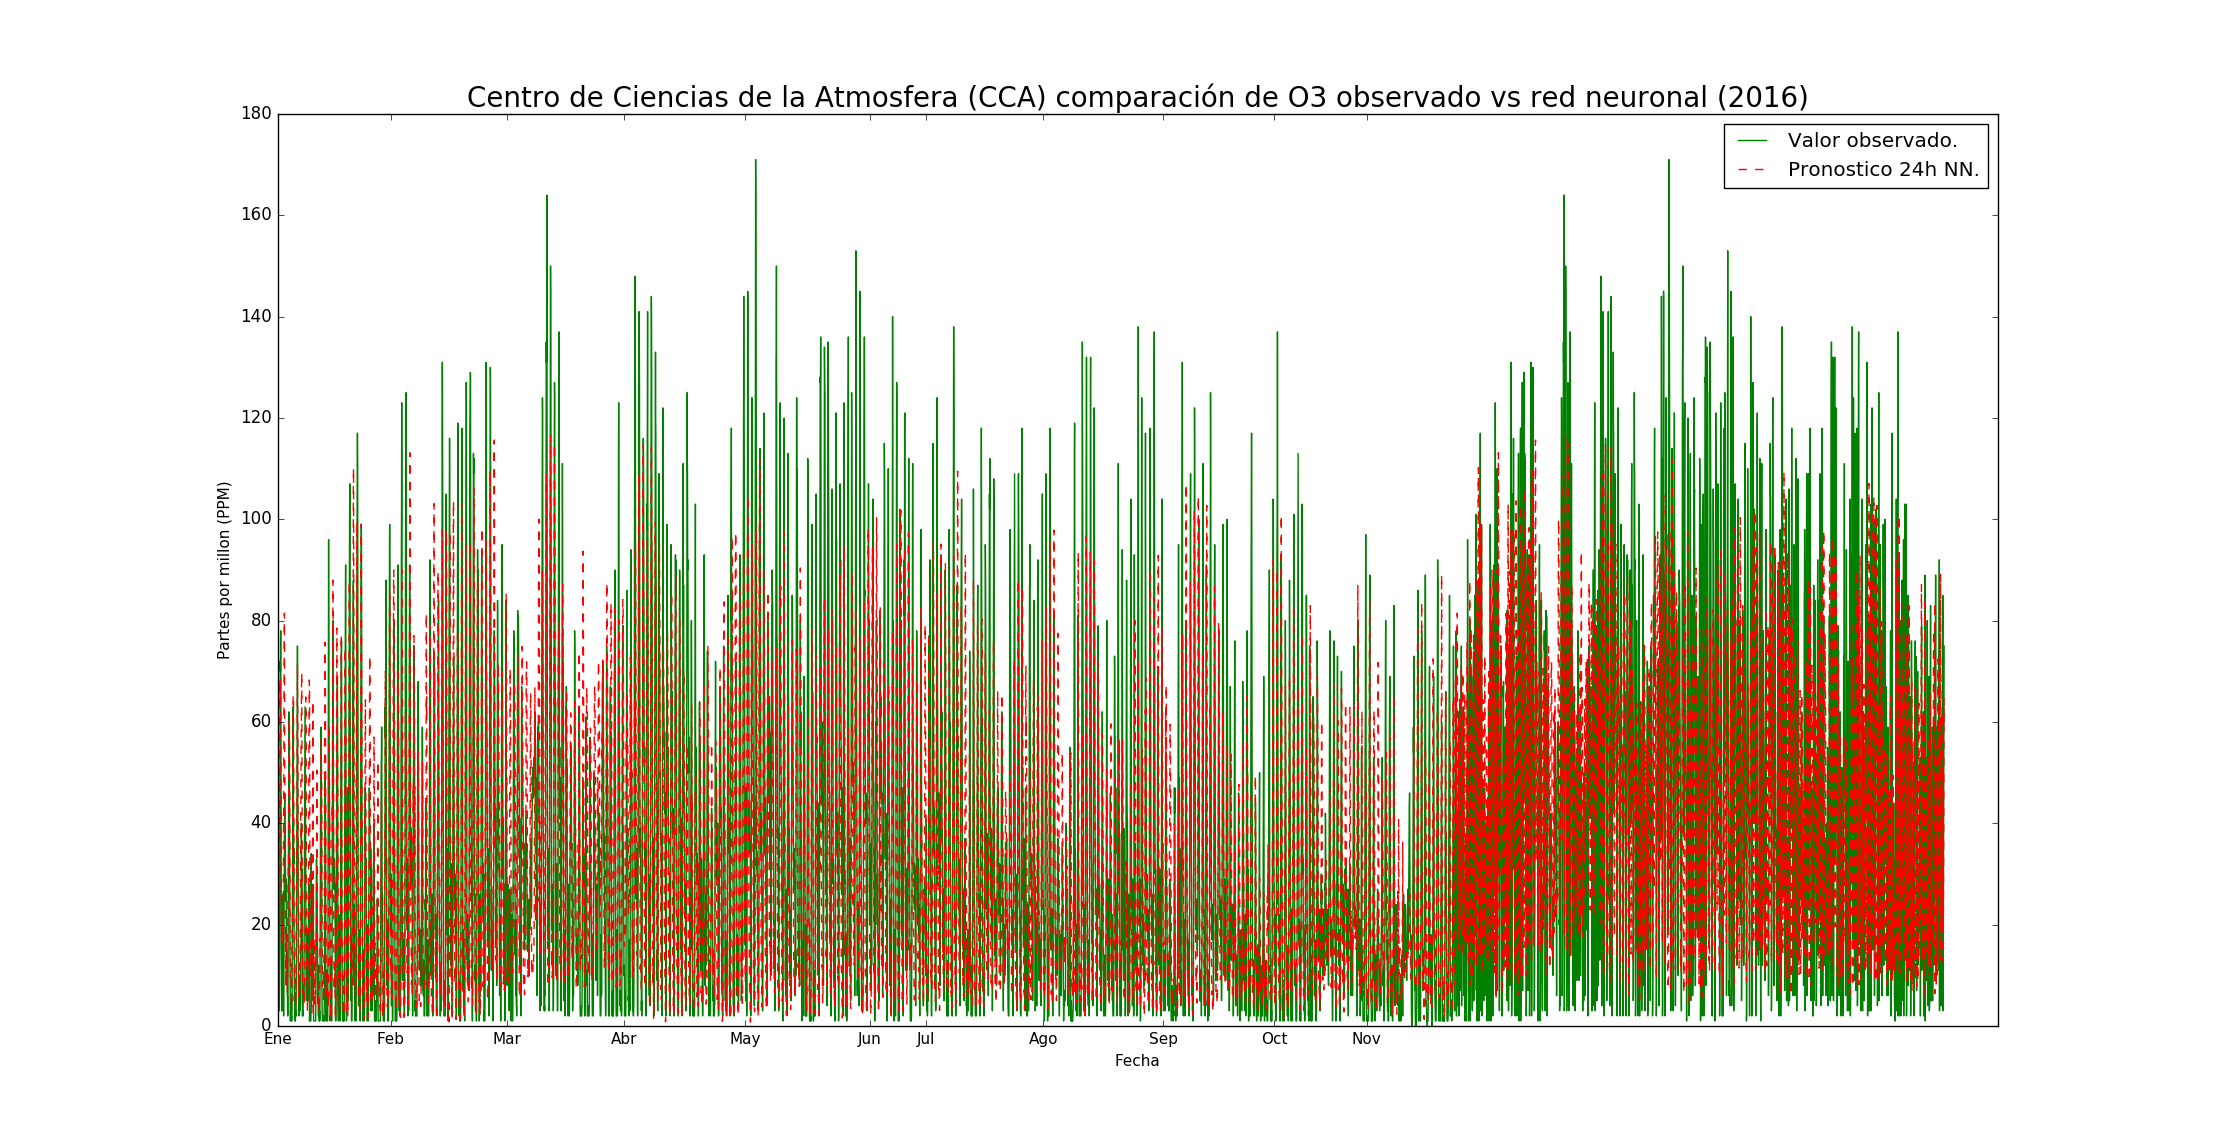 Centro de Ciencias de la Atmosfera (CCA) comparación de O3 observado vs red neuronal (2016)
Valor observado.
Pronostico 24h NN.
Partes por millon (PPM)
180
160
140
120
100
80
60
40
20
0
Ene Feb Mar Abr May Jun Jul Ago Sep Oct Nov
Fecha